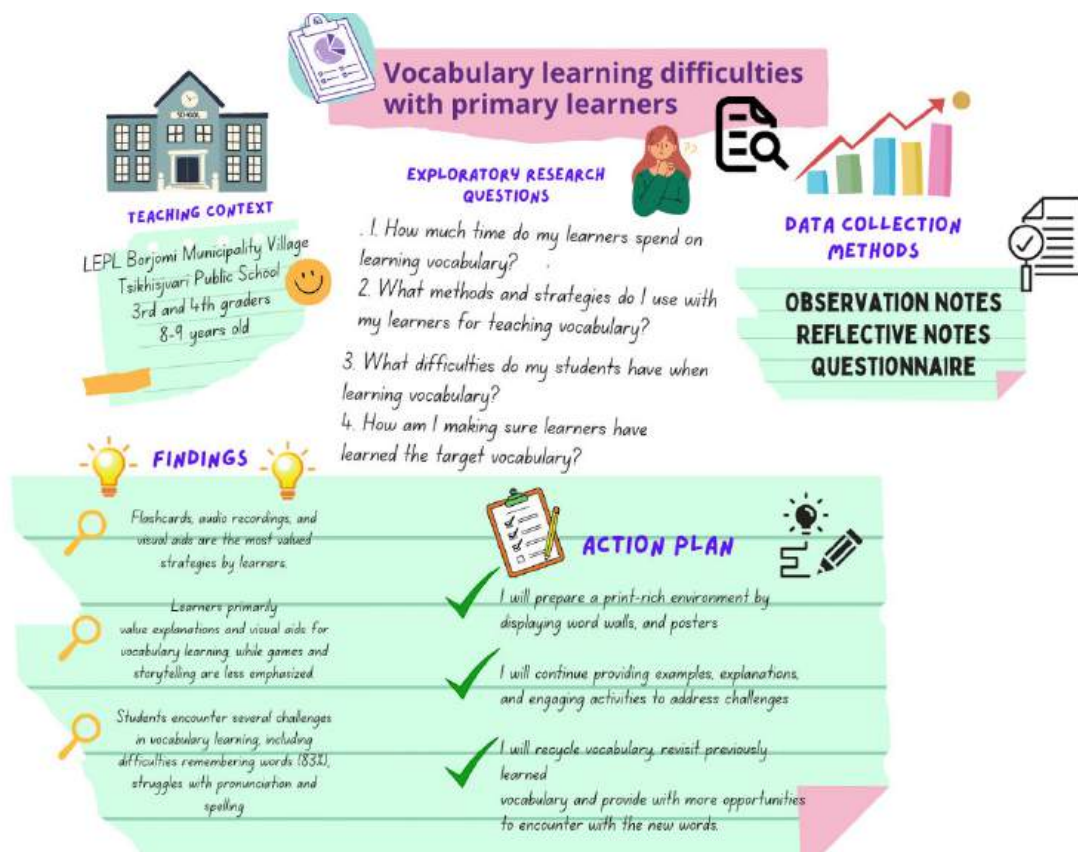 Vocabulary learning difficulties
with primary learners
SCHOOL
TEACHING CONTEXT
LEPL Borjomi Municipality Village
Tsikhisjvari Public School
3rd and 4th graders
8-9 years old
EXPLORATORY RESEARCH
QUESTIONS
. 1. How much time do my learners spend on
learning vocabulary?
2. What methods and strategies do I use with
my learners for teaching vocabulary?
3. What difficulties do my students have when
learning vocabulary?
4. How am I making sure learners have
learned the target vocabulary?
DATA COLLECTION
METHODS
OBSERVATION NOTES
REFLECTIVE NOTES
QUESTIONNAIRE
FINDINGS
Flashcards, audio recordings, and
visual aids are the most valued
strategies by learners.
Learners primarily
value explanations and visual aids for
vocabulary learning, while games and
storytelling are less emphasized
Students encounter several challenges
in vocabulary learning, including
difficulties remembering words (83%),
struggles with pronunciation and
spelling
ACTION PLAN
I will prepare a print-rich environment by
displaying word walls, and posters
I will continue providing examples, explanations,
and engaging activities to address challenges
I will recycle vocabulary, revisit previously
learned
vocabulary and provide with more opportunities
to encounter with the new words.